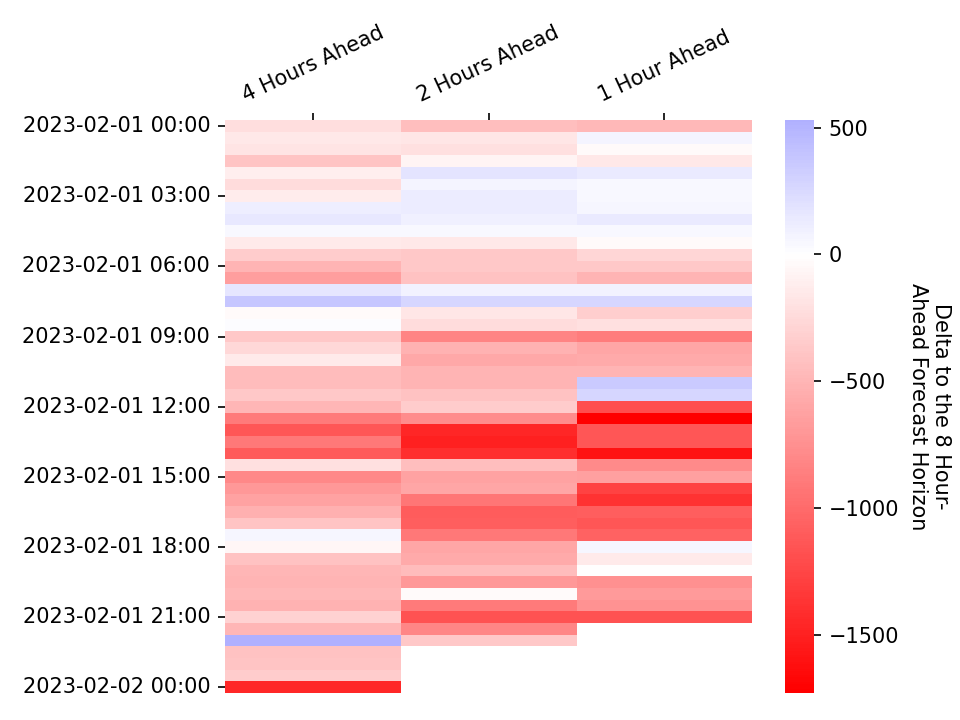 4 Hours Ahead
2 Hours Ahead
1 Hour Ahead
2023-02-01 00:00
2023-02-01 03:00
2023-02-01 06:00
2023-02-01 09:00
2023-02-01 12:00
2023-02-01 15:00
2023-02-01 18:00
2023-02-01 21:00
2023-02-02 00:00
500
0
−500
−1000
−1500
Delta to the 8 Hour-
Ahead Forecast Horizon